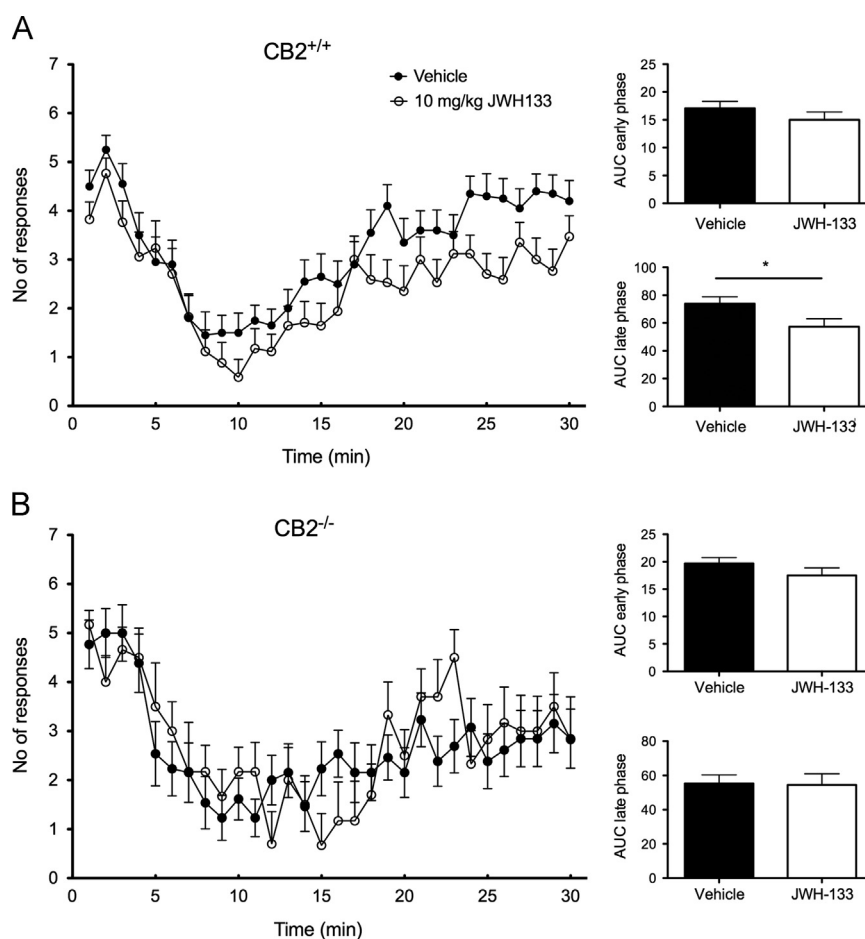 A
CB2+/+
Vehicle
10 mg/kg JWH133
No of responses
7
6
5
4
3
2
1
0
0 5 10 15 20 25 30
Time (min)
AUC early phase
25
20
15
10
5
0
Vehicle JWH-133
AUC late phase
100
80
60
40
20
0
*
Vehicle JWH-133
B
CB2-/-
No of responses
7
6
5
4
3
2
1
0
0 5 10 15 20 25 30
Time (min)
AUC early phase
25
20
15
10
5
0
Vehicle JWH-133
AUC late phase
80
60
40
20
0
Vehicle JWH-133